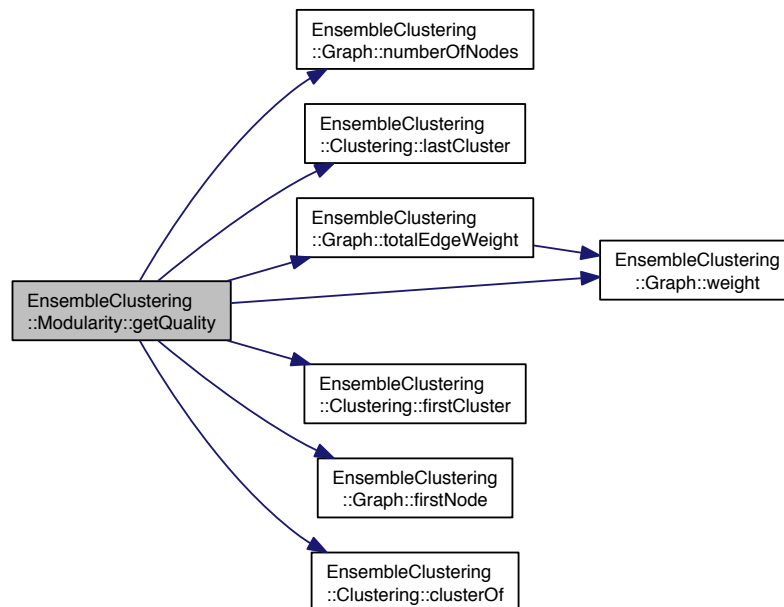 EnsembleClustering
::Graph::numberOfNodes
EnsembleClustering
::Clustering::lastCluster
EnsembleClustering
::Graph::totalEdgeWeight
EnsembleClustering
::Graph::weight
EnsembleClustering
::Modularity::getQuality
EnsembleClustering
::Clustering::firstCluster
EnsembleClustering
::Graph::firstNode
EnsembleClustering
::Clustering::clusterOf